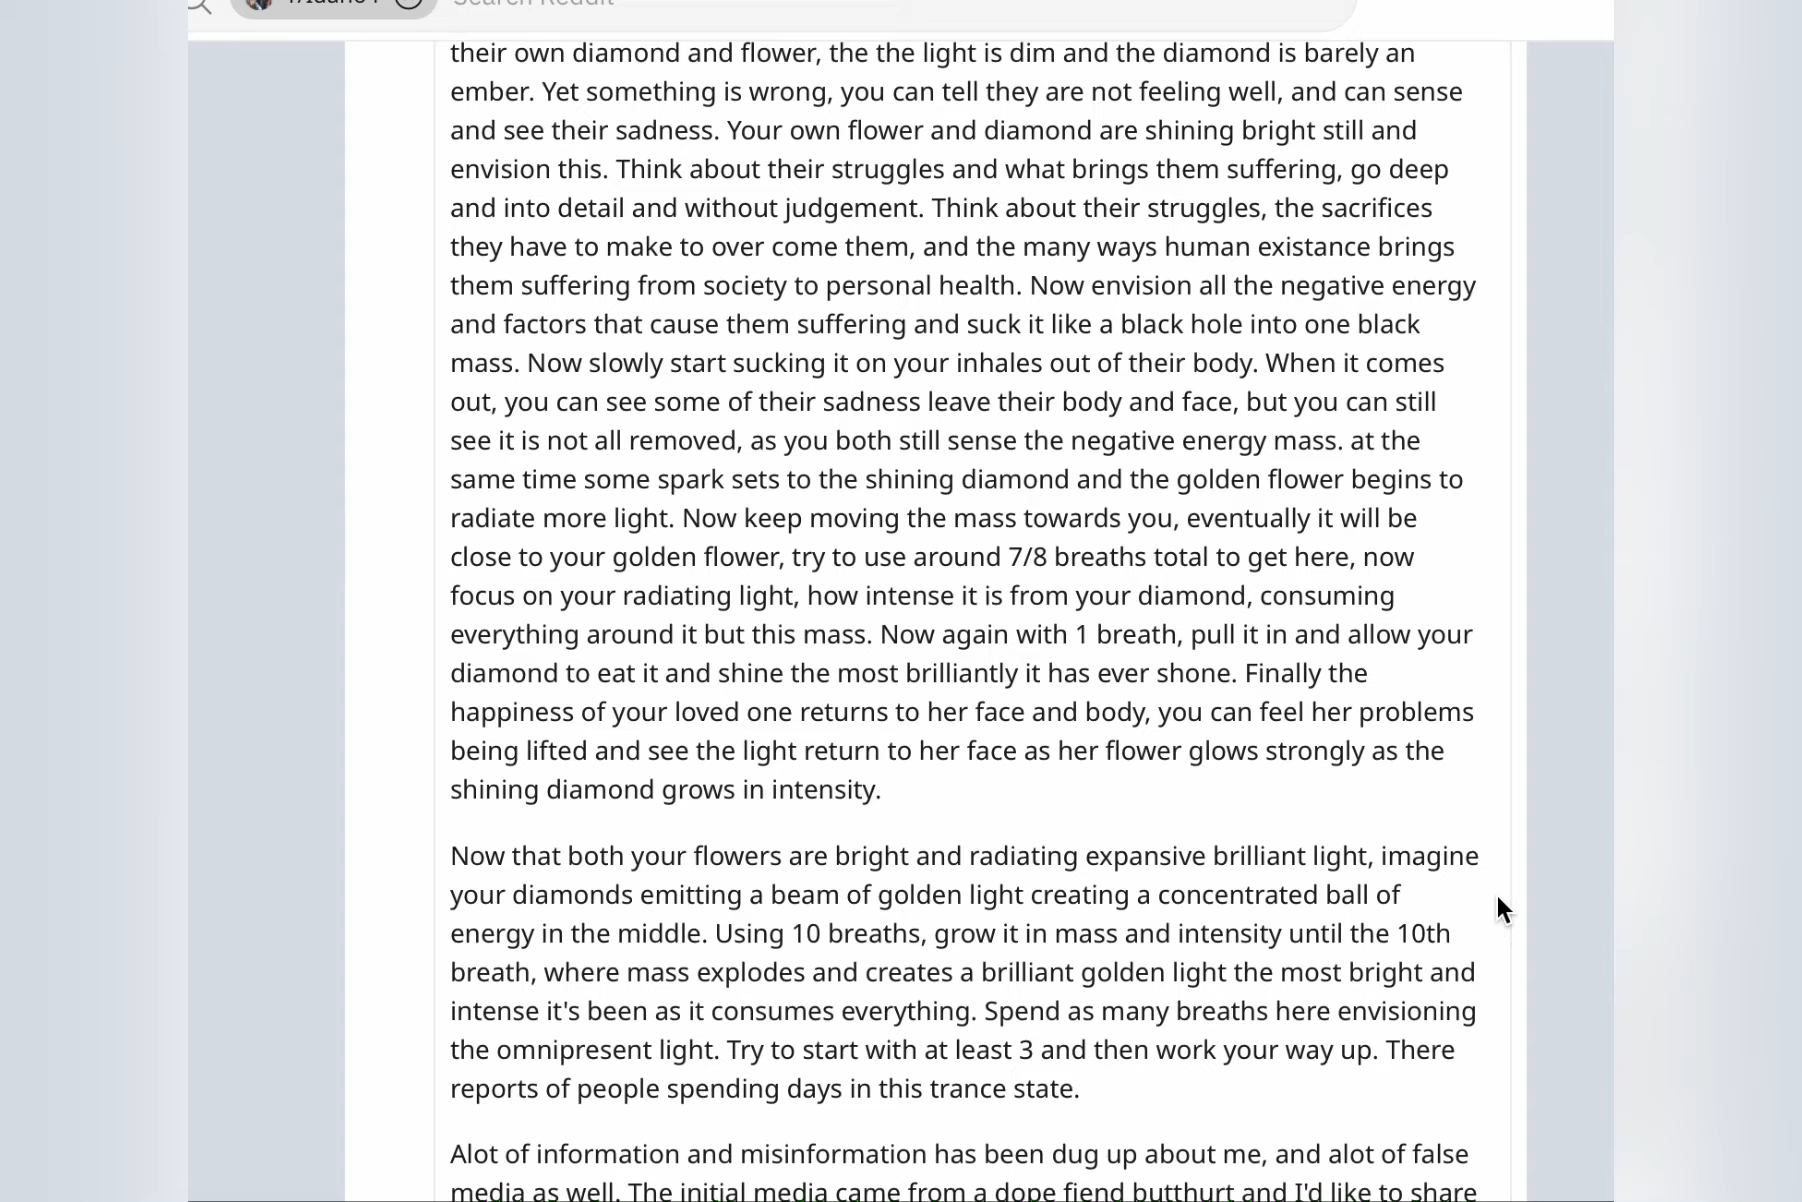 their own diamond and flower, the the light is dim and the diamond is barely an
ember. Yet something is wrong, you can tell they are not feeling well, and can sense
and see their sadness. Your own flower and diamond are shining bright still and
envision this. Think about their struggles and what brings them suffering, go deep
and into detail and without judgement. Think about their struggles, the sacrifices
they have to make to over come them, and the many ways human existance brings
them suffering from society to personal health. Now envision all the negative energy
and factors that cause them suffering and suck it like a black hole into one black
mass. Now slowly start sucking it on your inhales out of their body. When it comes
out, you can see some of their sadness leave their body and face, but you can still
see it is not all removed, as you both still sense the negative energy mass. at the
same time some spark sets to the shining diamond and the golden flower begins to
radiate more light. Now keep moving the mass towards you, eventually it will be
close to your golden flower, try to use around 7/8 breaths total to get here, now
focus on your radiating light, how intense it is from your diamond, consuming
everything around it but this mass. Now again with 1 breath, pull it in and allow your
diamond to eat it and shine the most brilliantly it has ever shone. Finally the
happiness of your loved one returns to her face and body, you can feel her problems
being lifted and see the light return to her face as her flower glows strongly as the
shining diamond grows in intensity.
Now that both your flowers are bright and radiating expansive brilliant light, imagine
your diamonds emitting a beam of golden light creating a concentrated ball of
energy in the middle. Using 10 breaths, grow it in mass and intensity until the 10th
breath, where mass explodes and creates a brilliant golden light the most bright and
intense it's been as it consumes everything. Spend as many breaths here envisioning
the omnipresent light. Try to start with at least 3 and then work your way up. There
reports of people spending days in this trance state.
Alot of information and misinformation has been dug up about me, and alot of false
media as well. The initial media came from a dope fiend butthurt and I'd like to share